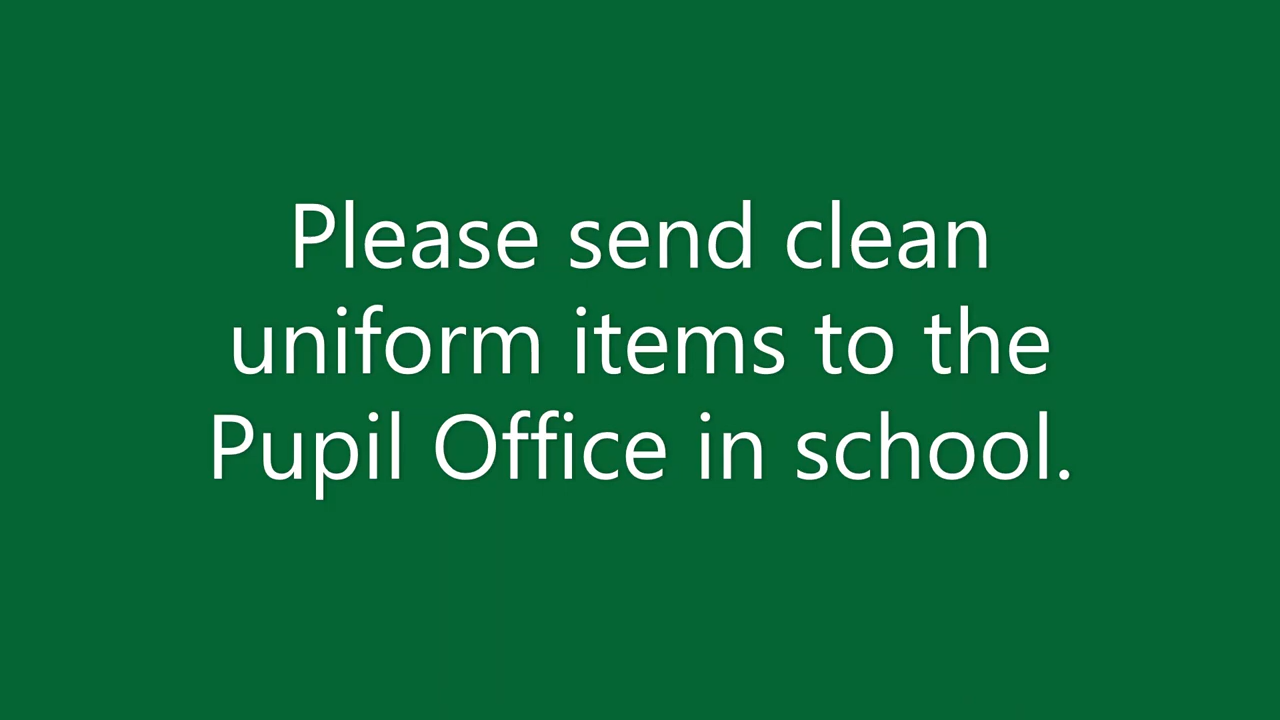 Please send clean
uniform items to the
Pupil Office in school.